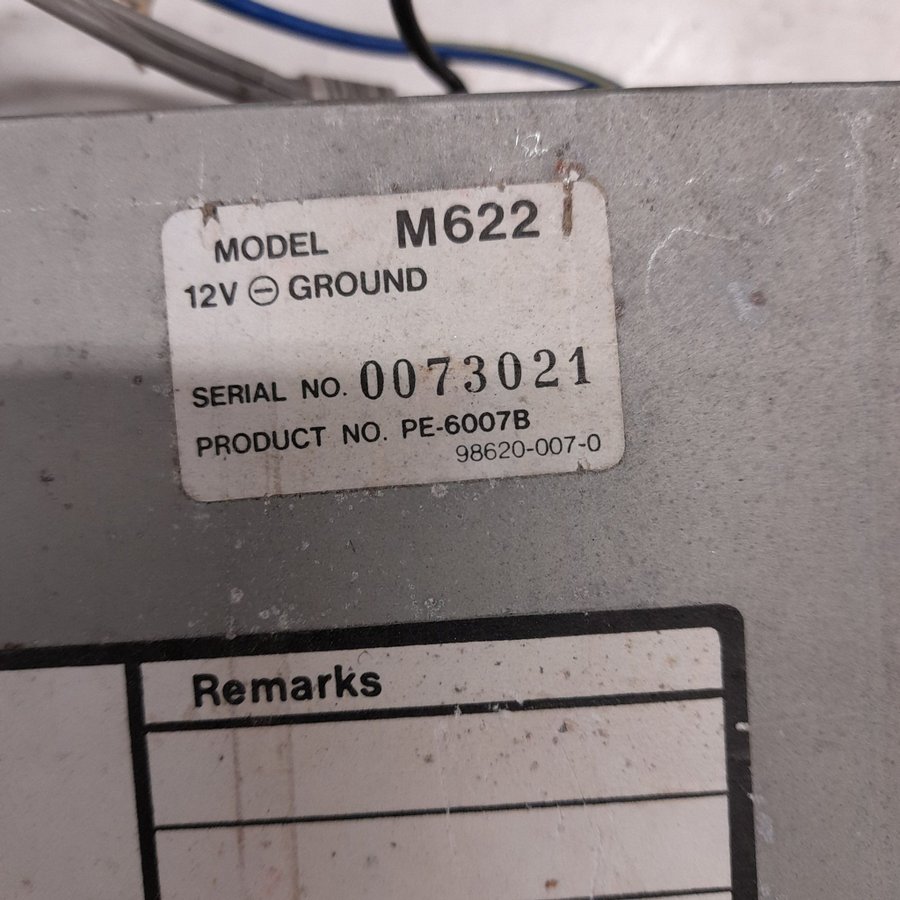 MODEL M622
12V ⊖ GROUND
SERIAL NO. 0073021
PRODUCT NO. PE-6007B
98620-007-0
Remarks